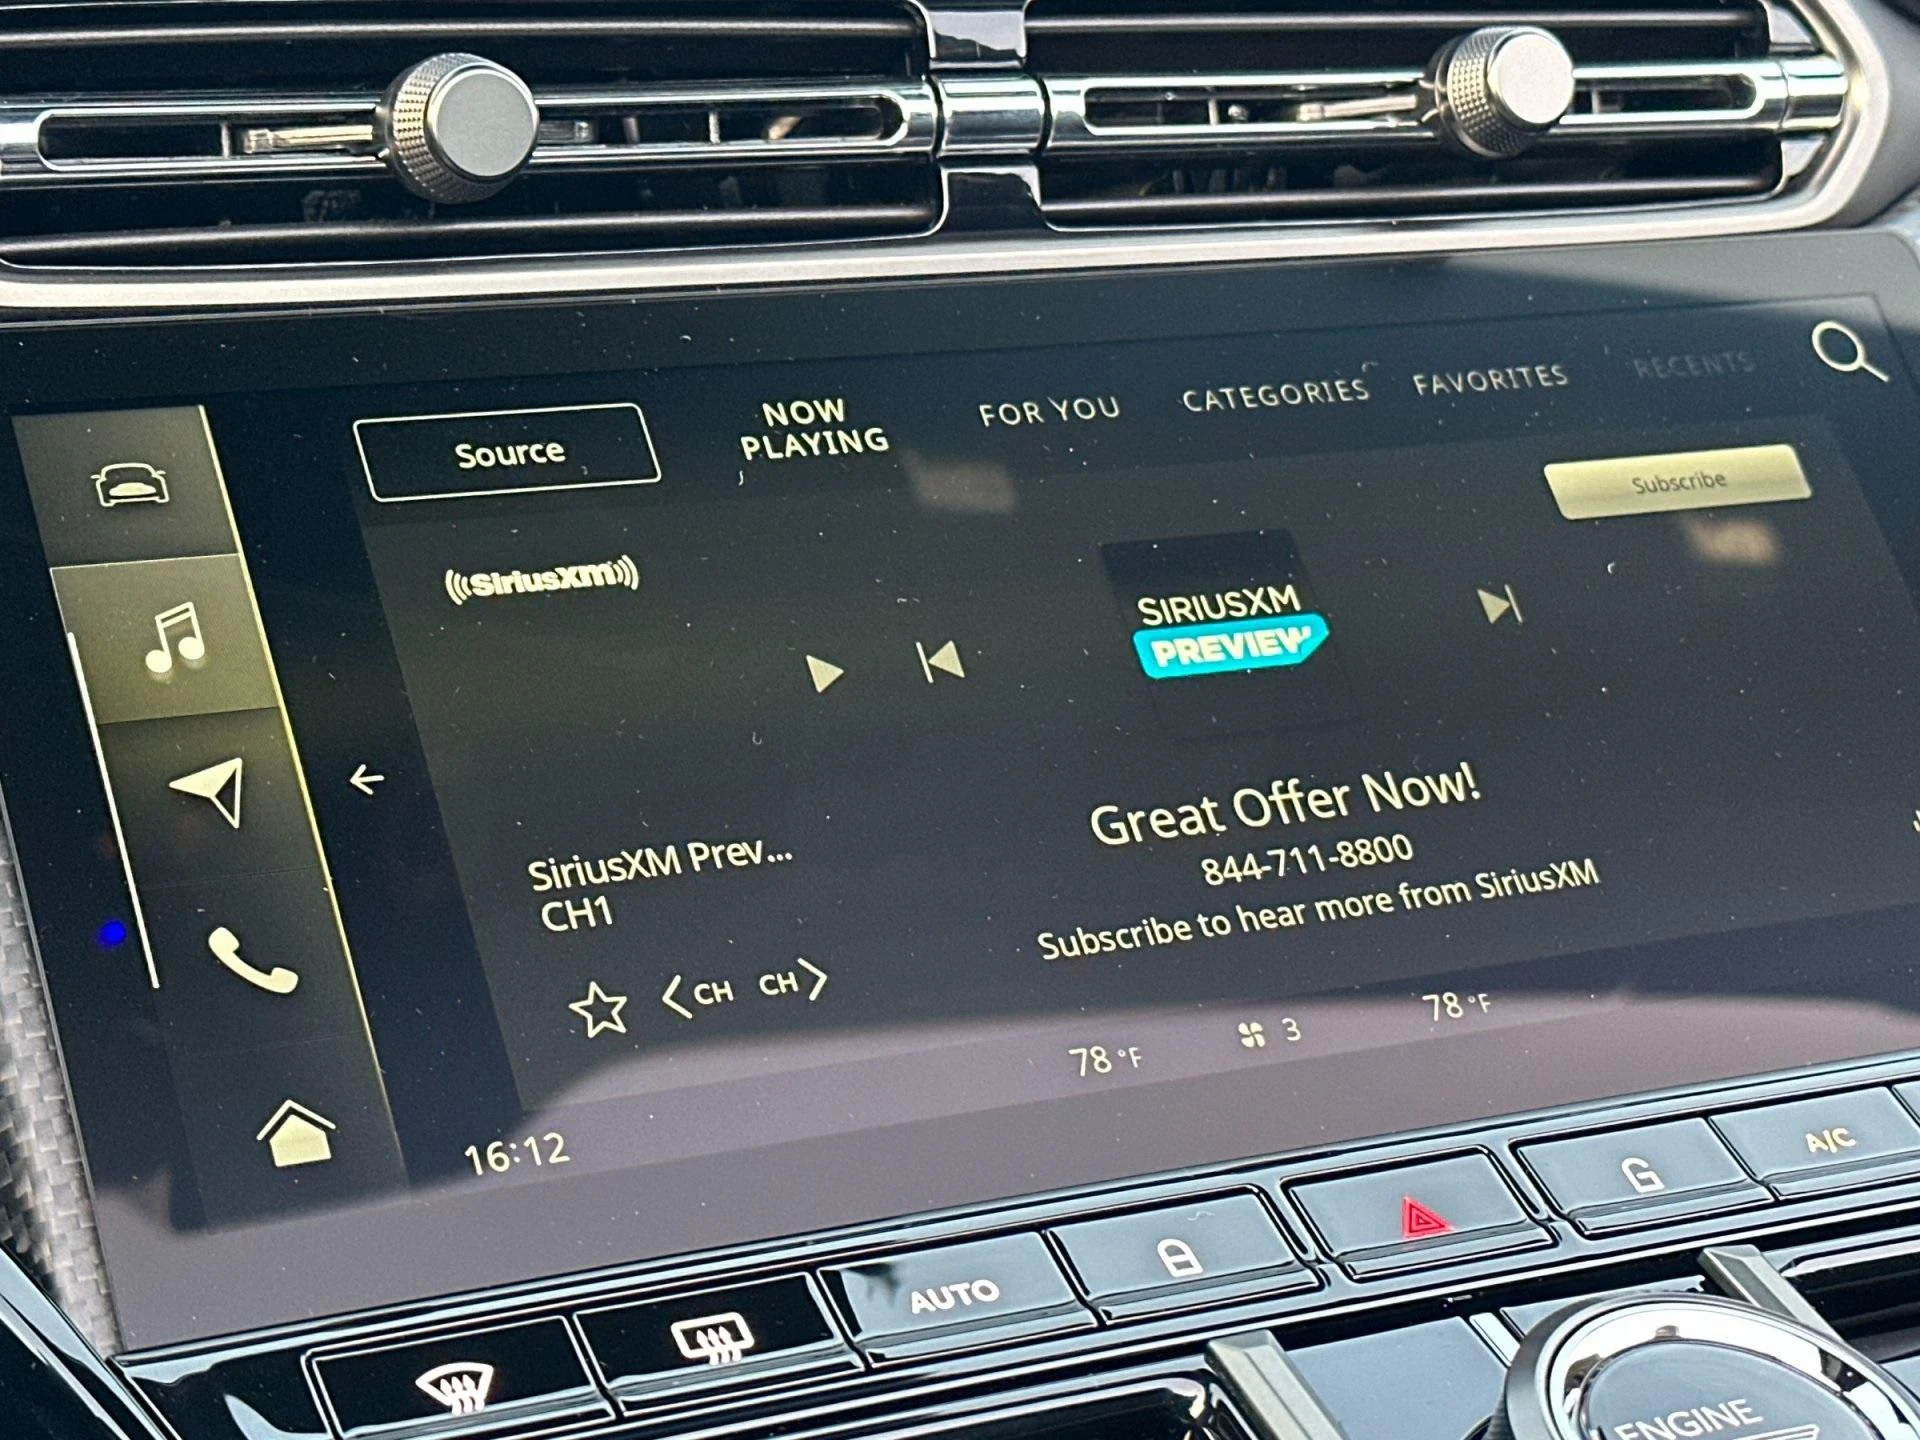 Source
NOW
PLAYING
FOR YOU
CATEGORIES
FAVORITES
RECENTS
Subscribe
SiriusXM
SIRIUSXM
PREVIEW
Great Offer Now!
844-711-8800
Subscribe to hear more from SiriusXM
SiriusXM Prev...
CH1
CH CH
78 °F
3
78 °F
16:12
AUTO
A/C
ENGINE